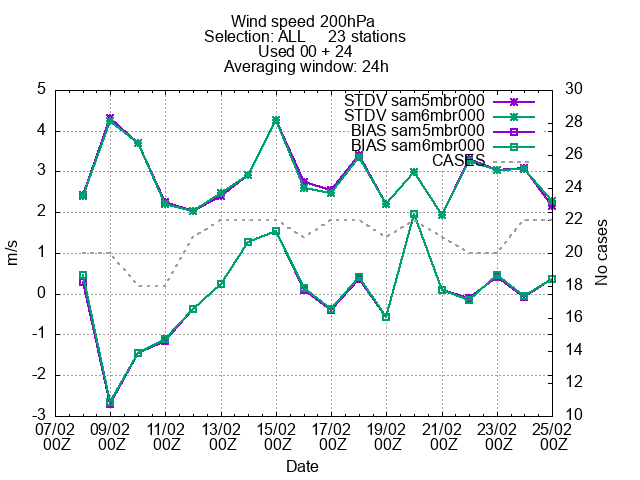 Wind speed 200hPa
Selection: ALL 23 stations
Used 00 + 24
Averaging window: 24h
STDV sam5mbr000
STDV sam6mbr000
BIAS sam5mbr000
BIAS sam6mbr000
CASES
5
4
3
2
1
0
-1
-2
-3
m/s
30
28
26
24
22
20
18
16
14
12
10
No cases
07/02 09/02 11/02 13/02 15/02 17/02 19/02 21/02 23/02 25/02
00Z 00Z 00Z 00Z 00Z 00Z 00Z 00Z 00Z 00Z
Date